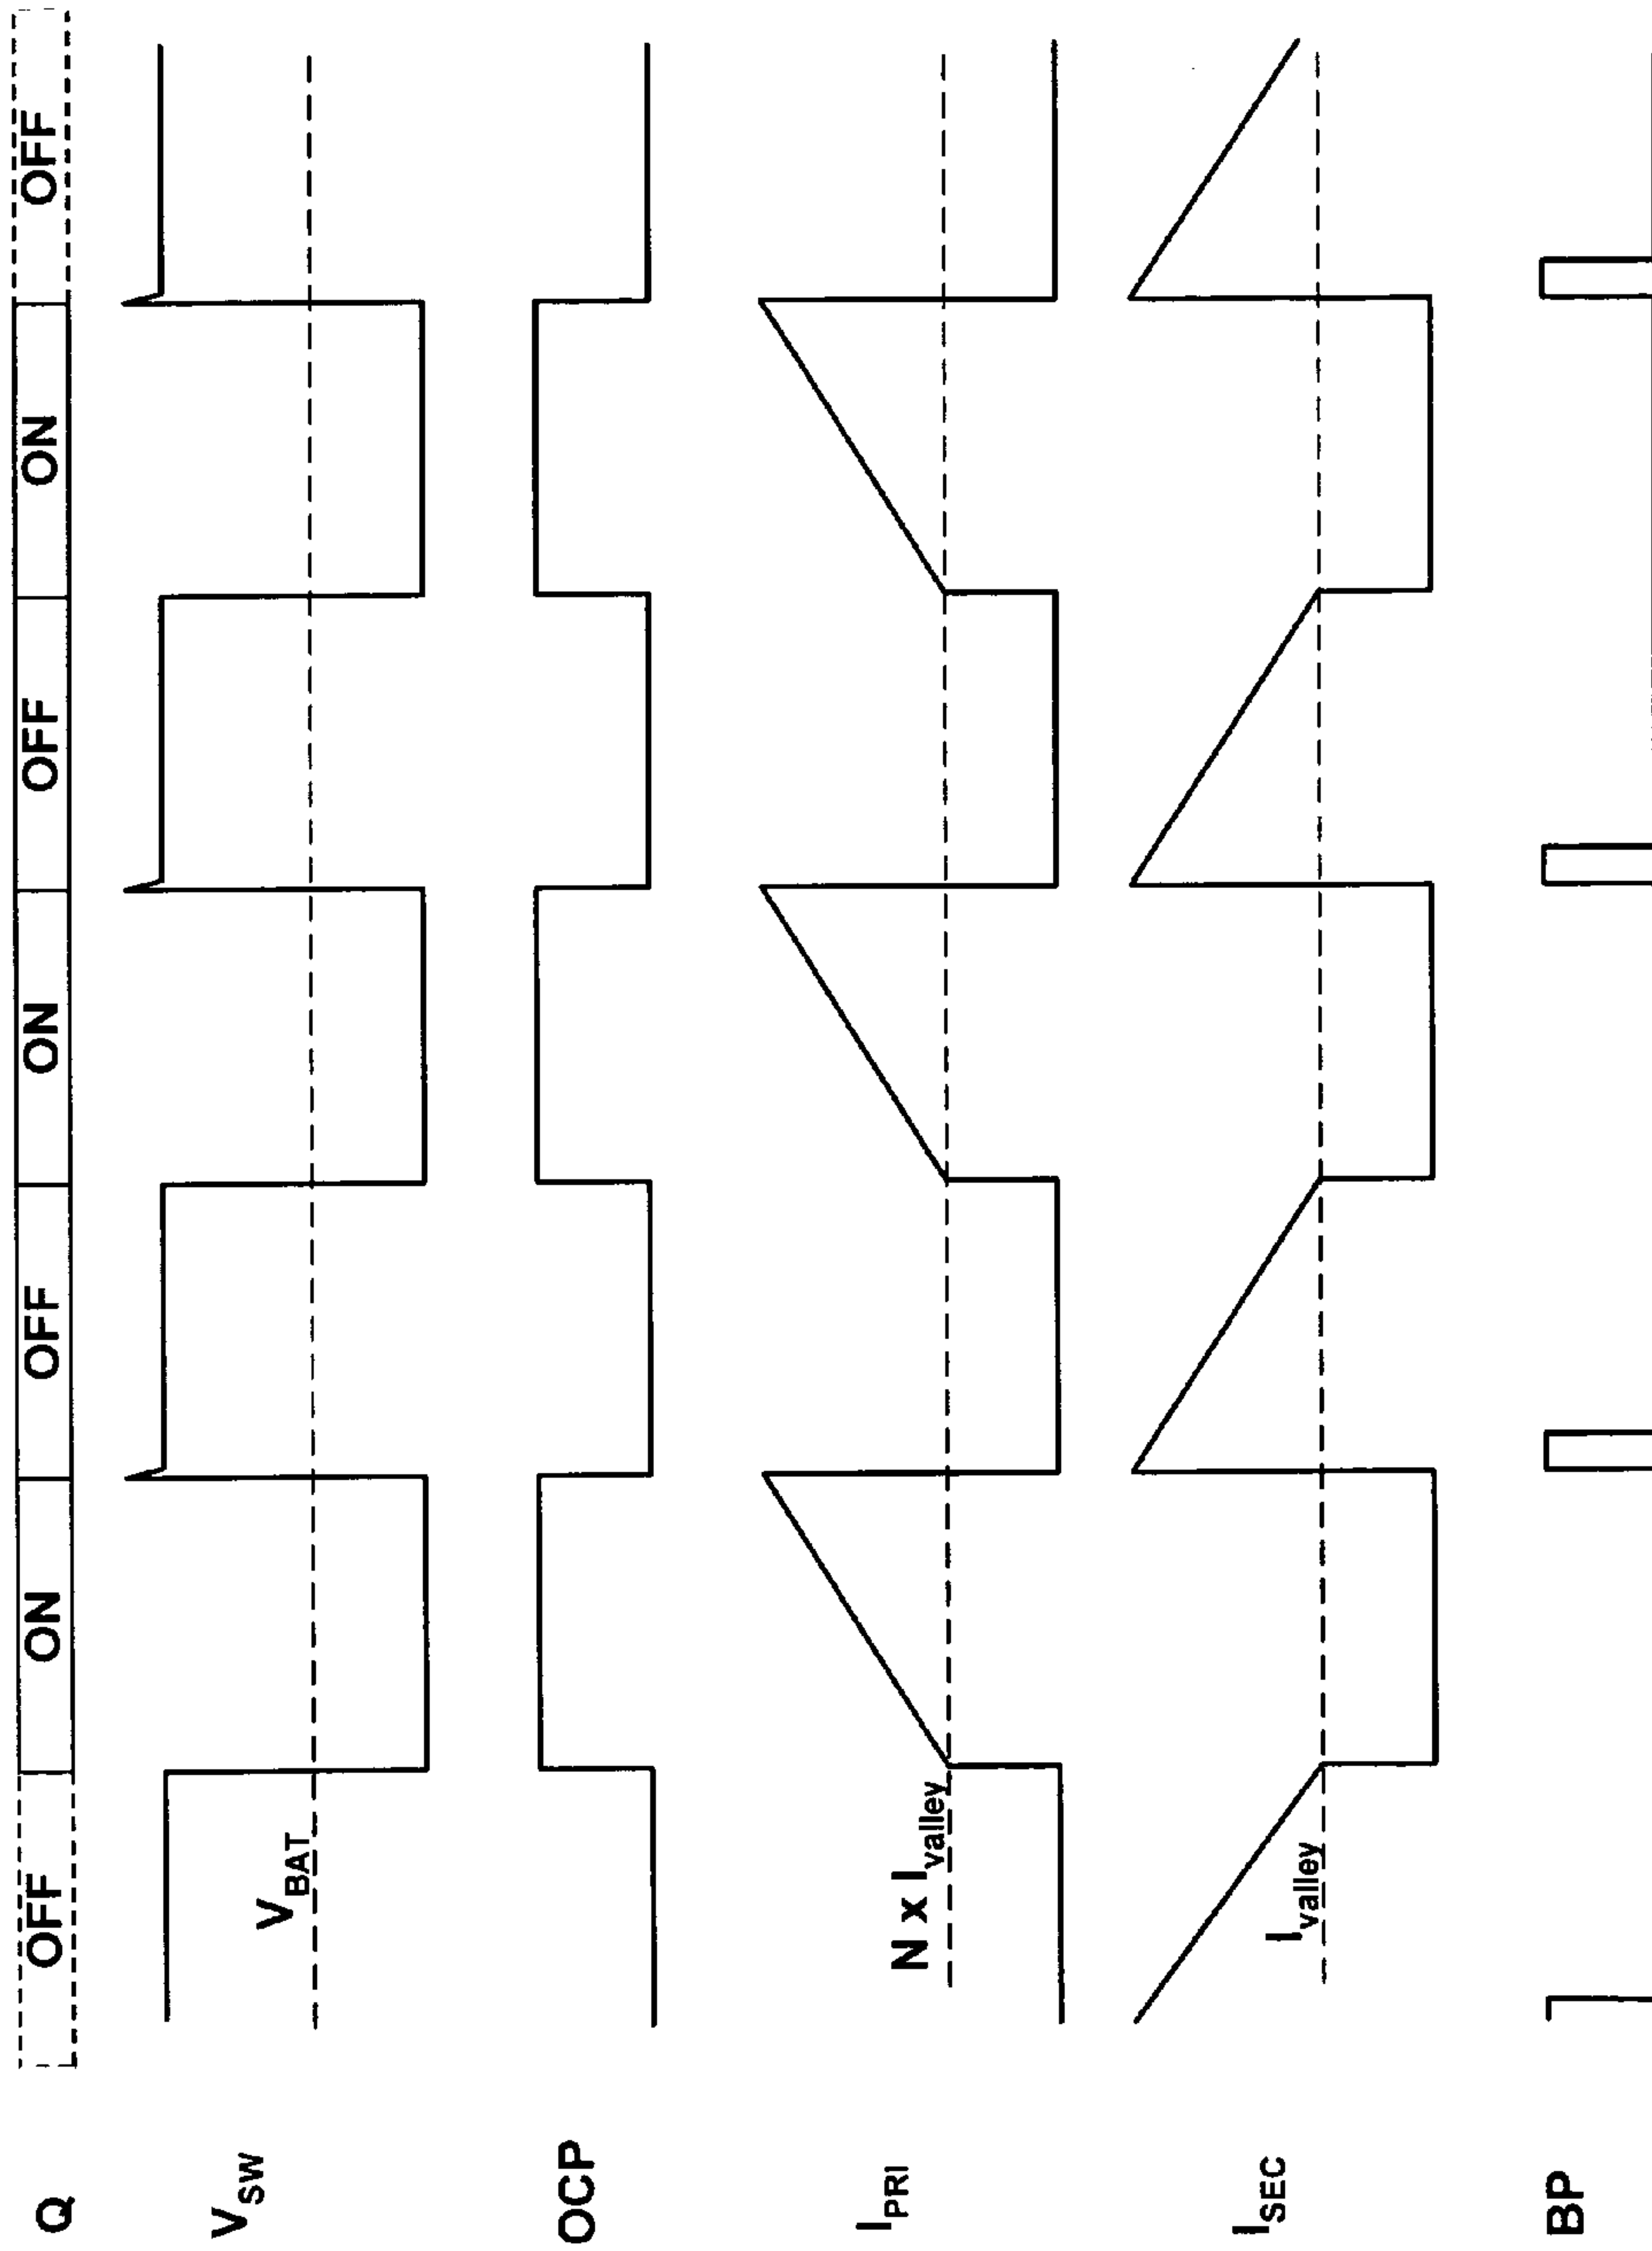 Q OFF ON OFF ON OFF ON OFF
V_SW
V_BAT
OCP
I_PRI
N x I_valley
I_SEC
I_valley
BP